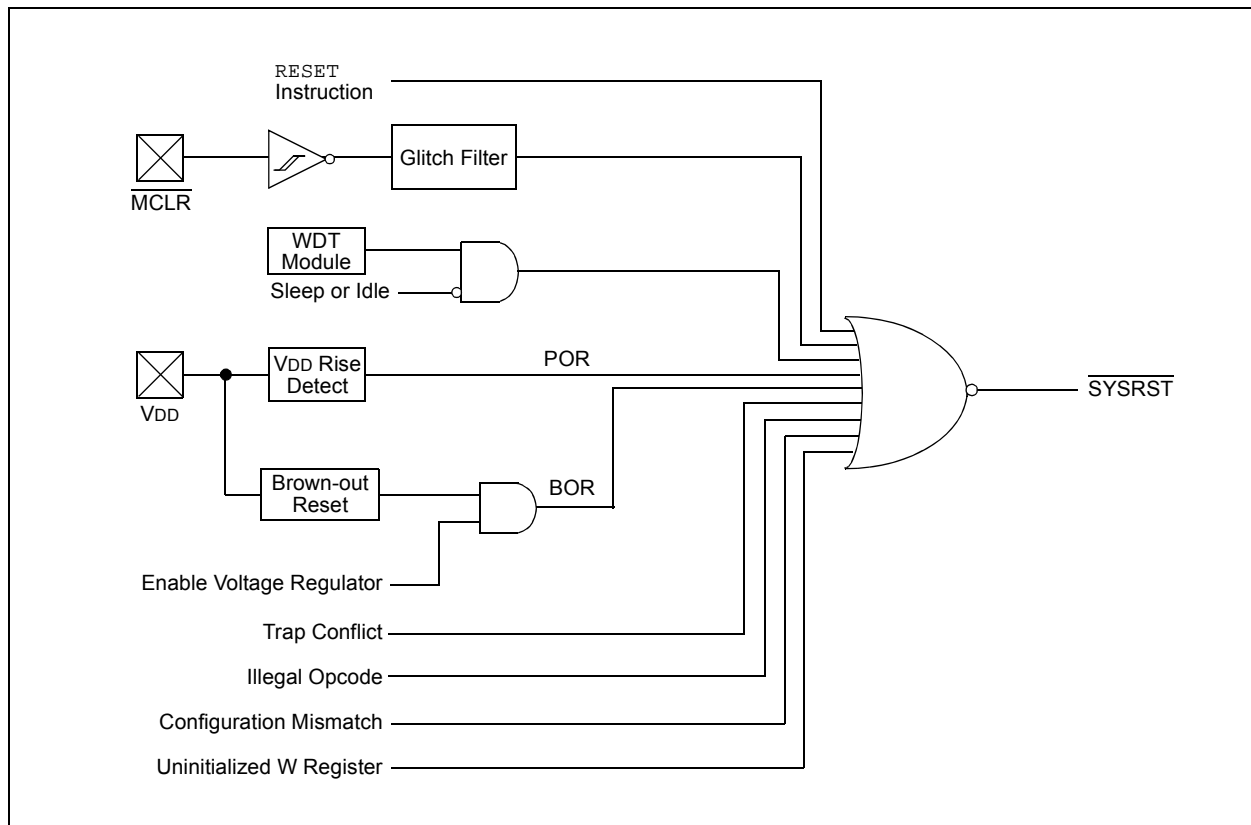 RESET
Instruction
Glitch Filter
MCLR
WDT
Module
Sleep or Idle
VDD Rise
Detect
POR
VDD
SYSRST
Brown-out
Reset
BOR
Enable Voltage Regulator
Trap Conflict
Illegal Opcode
Configuration Mismatch
Uninitialized W Register